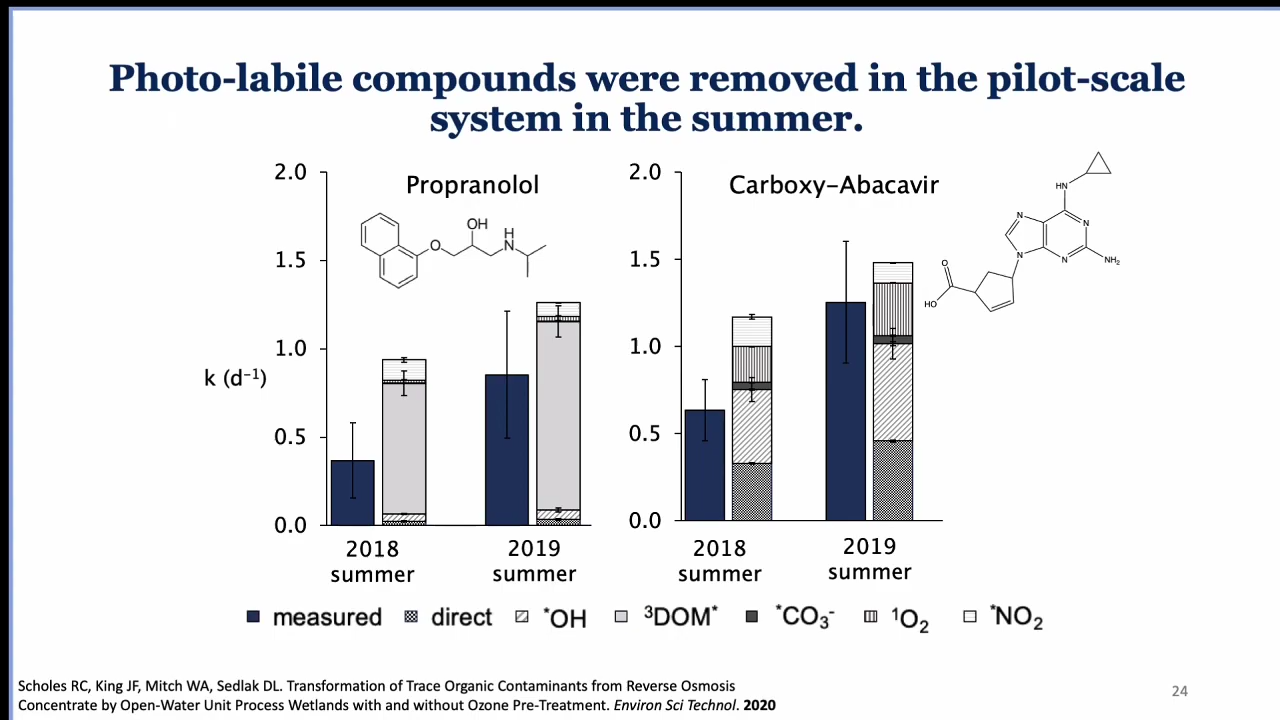 Photo-labile compounds were removed in the pilot-scale
system in the summer.
k (d⁻¹)
2.0
1.5
1.0
0.5
0.0
Propranolol
OH
O
H
N
2018
summer
2019
summer
2.0
1.5
1.0
0.5
0.0
Carboxy-Abacavir
HN
N
N
N
N
NH₂
O
HO
2018
summer
2019
summer
measured direct *OH ³DOM* *CO₃⁻ ¹O₂ *NO₂
Scholes RC, King JF, Mitch WA, Sedlak DL. Transformation of Trace Organic Contaminants from Reverse Osmosis
Concentrate by Open-Water Unit Process Wetlands with and without Ozone Pre-Treatment. Environ Sci Technol. 2020
24